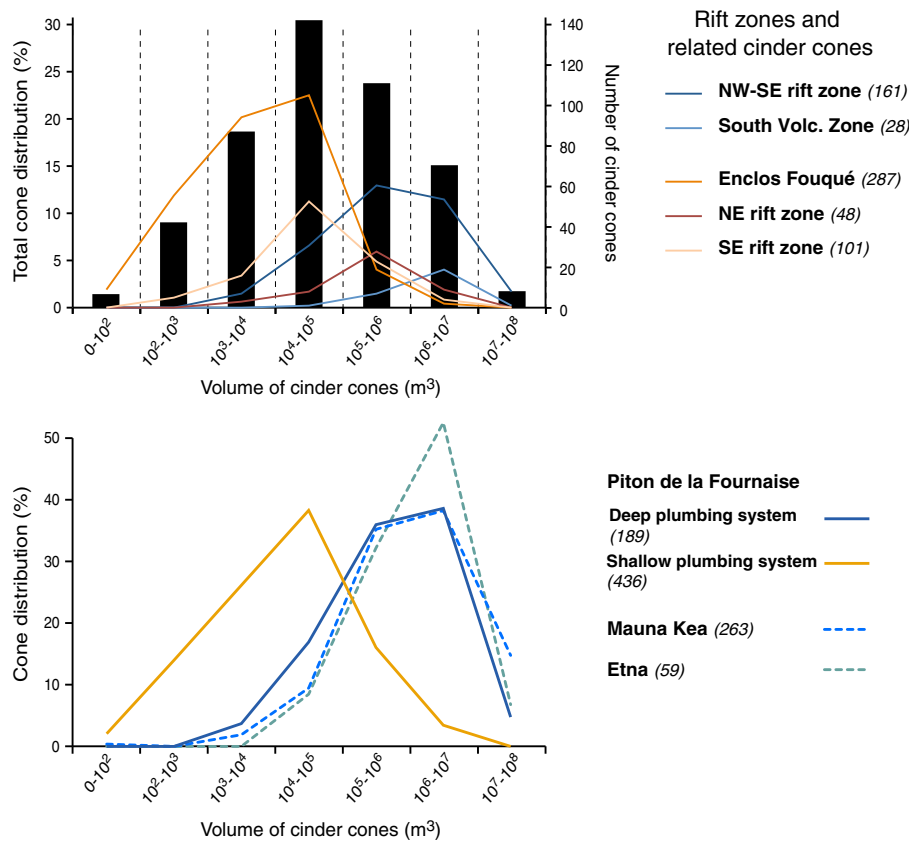 Rift zones and
related cinder cones
NW-SE rift zone (161)
South Volc. Zone (28)
Enclos Fouqué (287)
NE rift zone (48)
SE rift zone (101)
Total cone distribution (%)
30
25
20
15
10
5
0
Number of cinder cones
140
120
100
80
60
40
20
0
0-10²
10²-10³
10³-10⁴
10⁴-10⁵
10⁵-10⁶
10⁶-10⁷
10⁷-10⁸
Volume of cinder cones (m³)
Cone distribution (%)
50
40
30
20
10
0
0-10²
10²-10³
10³-10⁴
10⁴-10⁵
10⁵-10⁶
10⁶-10⁷
10⁷-10⁸
Volume of cinder cones (m³)
Piton de la Fournaise
Deep plumbing system
(189)
Shallow plumbing system
(436)
Mauna Kea (263)
Etna (59)